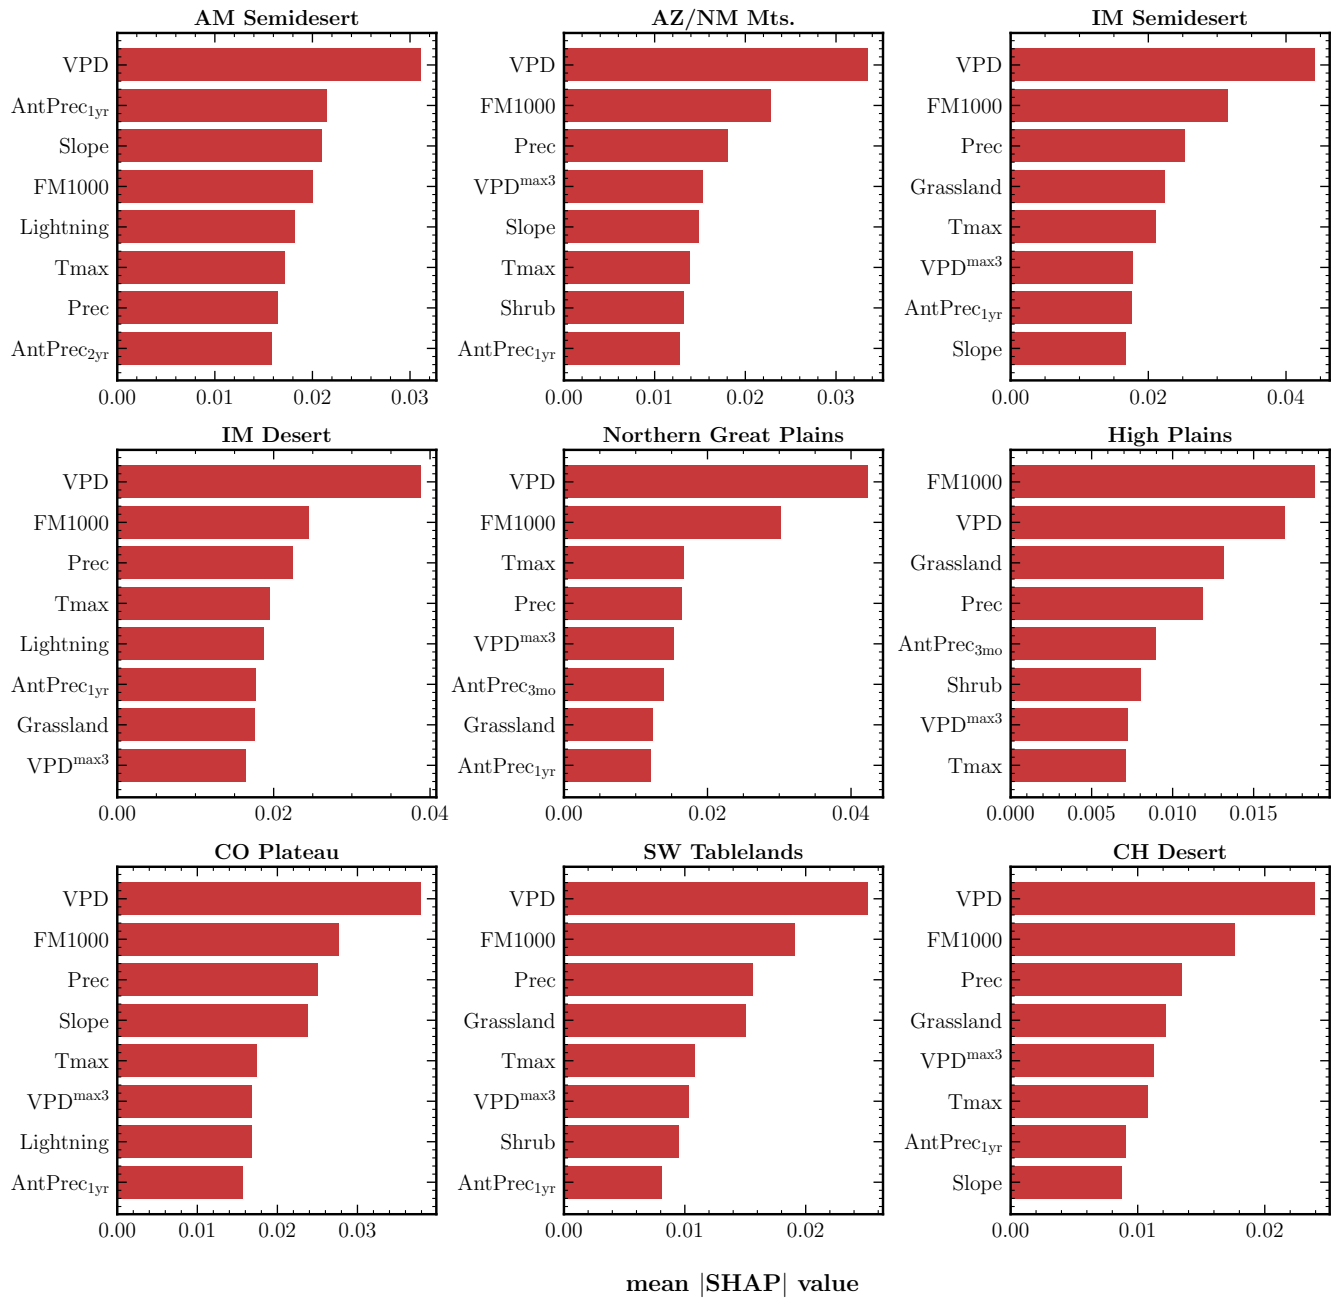 AM Semidesert
VPD
AntPrec1yr
Slope
FM1000
Lightning
Tmax
Prec
AntPrec2yr
0.00 0.01 0.02 0.03
AZ/NM Mts.
VPD
FM1000
Prec
VPDmax3
Slope
Tmax
Shrub
AntPrec1yr
0.00 0.01 0.02 0.03
IM Semidesert
VPD
FM1000
Prec
Grassland
Tmax
VPDmax3
AntPrec1yr
Slope
0.00 0.02 0.04
IM Desert
VPD
FM1000
Prec
Tmax
Lightning
AntPrec1yr
Grassland
VPDmax3
0.00 0.02 0.04
Northern Great Plains
VPD
FM1000
Tmax
Prec
VPDmax3
AntPrec3mo
Grassland
AntPrec1yr
0.00 0.02 0.04
High Plains
FM1000
VPD
Grassland
Prec
AntPrec3mo
Shrub
VPDmax3
Tmax
0.000 0.005 0.010 0.015
CO Plateau
VPD
FM1000
Prec
Slope
Tmax
VPDmax3
Lightning
AntPrec1yr
0.00 0.01 0.02 0.03
SW Tablelands
VPD
FM1000
Prec
Grassland
Tmax
VPDmax3
Shrub
AntPrec1yr
0.00 0.01 0.02
CH Desert
VPD
FM1000
Prec
Grassland
VPDmax3
Tmax
AntPrec1yr
Slope
0.00 0.01 0.02
mean |SHAP| value